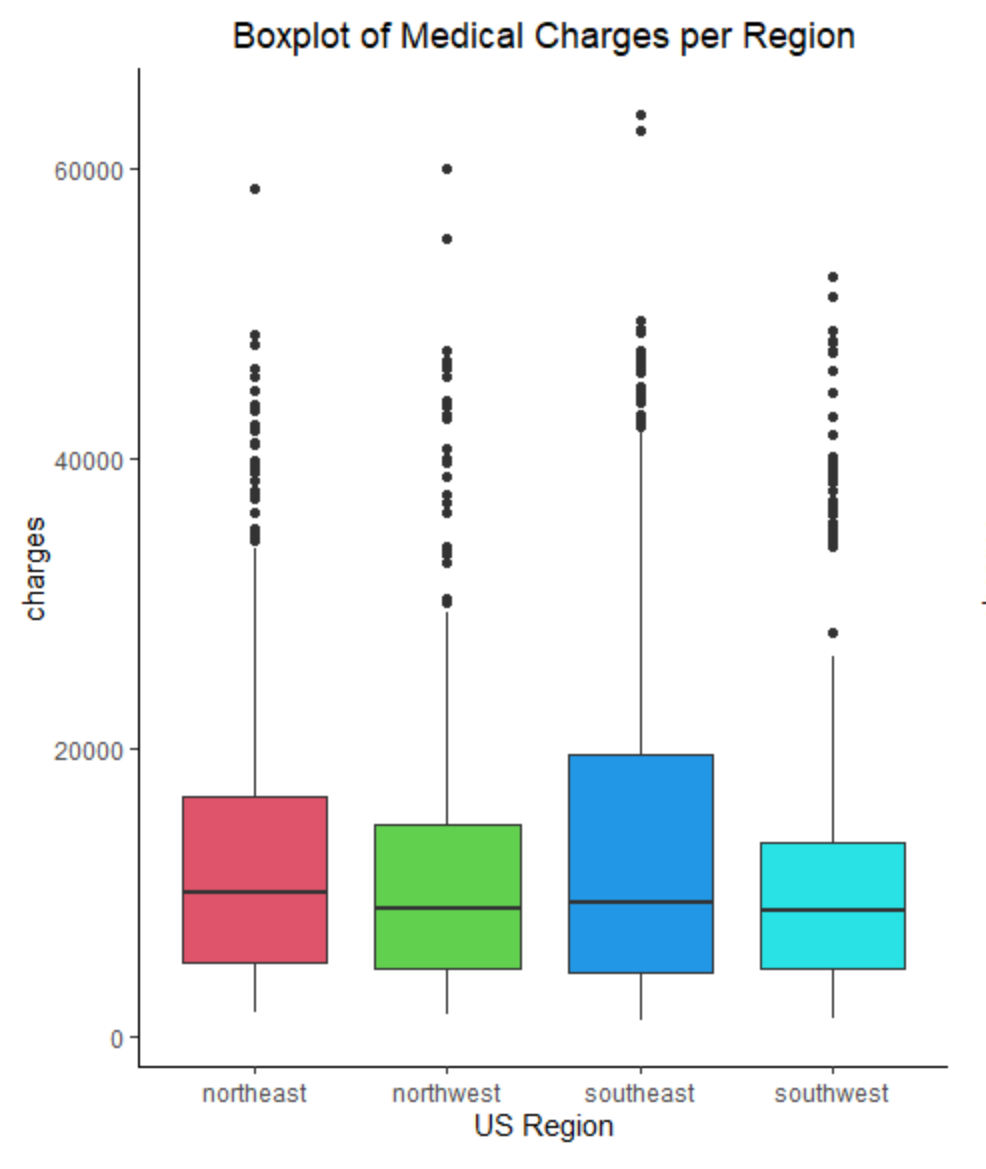 Boxplot of Medical Charges per Region
60000
40000
20000
0
charges
northeast northwest southeast southwest
US Region